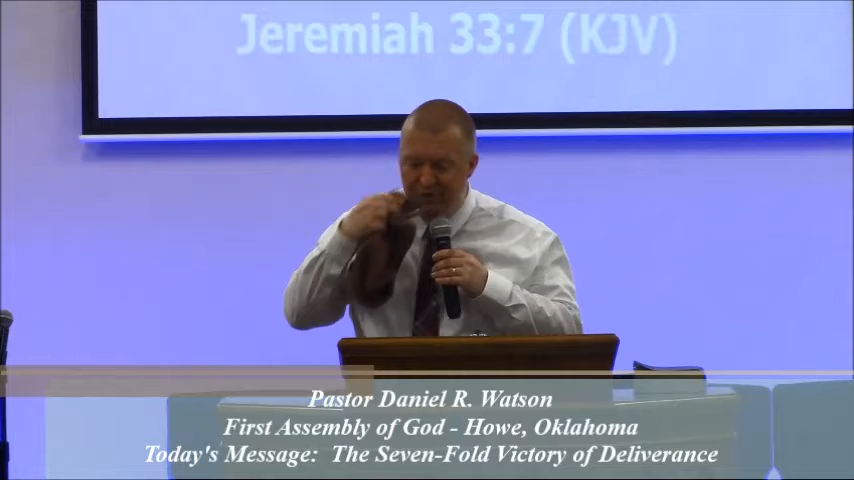 Jeremiah 33:7 (KJV)
Pastor Daniel R. Watson
First Assembly of God - Howe, Oklahoma
Today's Message: The Seven-Fold Victory of Deliverance